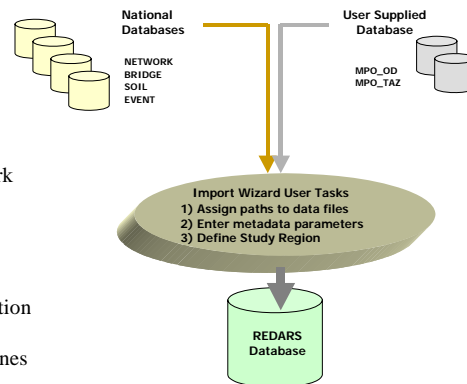 National
Databases
User Supplied
Database
NETWORK
BRIDGE
SOIL
EVENT
MPO_OD
MPO_TAZ
Import Wizard User Tasks
1) Assign paths to data files
2) Enter metadata parameters
3) Define Study Region
REDARS
Database